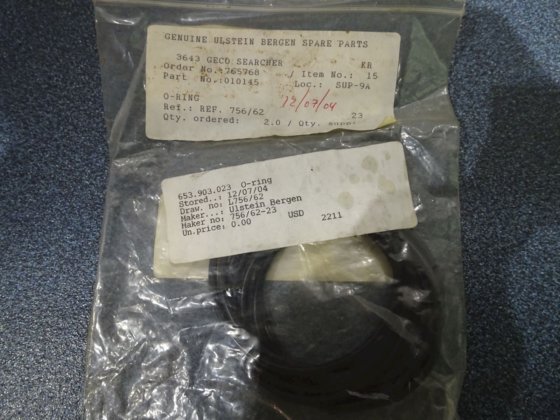 GENUINE ULSTEIN BERGEN SPARE PARTS
3643 GECO SEARCHER KR
Order No.:765768 / Item No.: 15
Part No.:010145 Loc.: SUP-9A
O-RING 12/07/04
Ref.: REF. 756/62 23
Qty. ordered: 2.0 / Qty.
653.903.023 O-ring
Stored..: 12/07/04
Draw. no: L756/62
Maker...: Ulstein Bergen
Maker no: 756/62-23 USD 2211
Un.price: 0.00